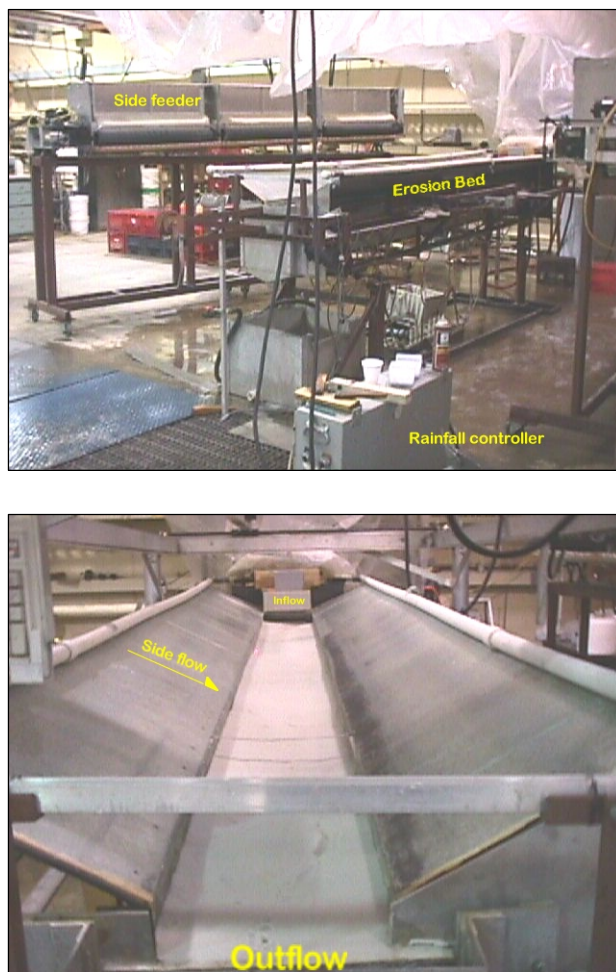 Side feeder
Erosion Bed
Rainfall controller
Inflow
Side flow
Outflow